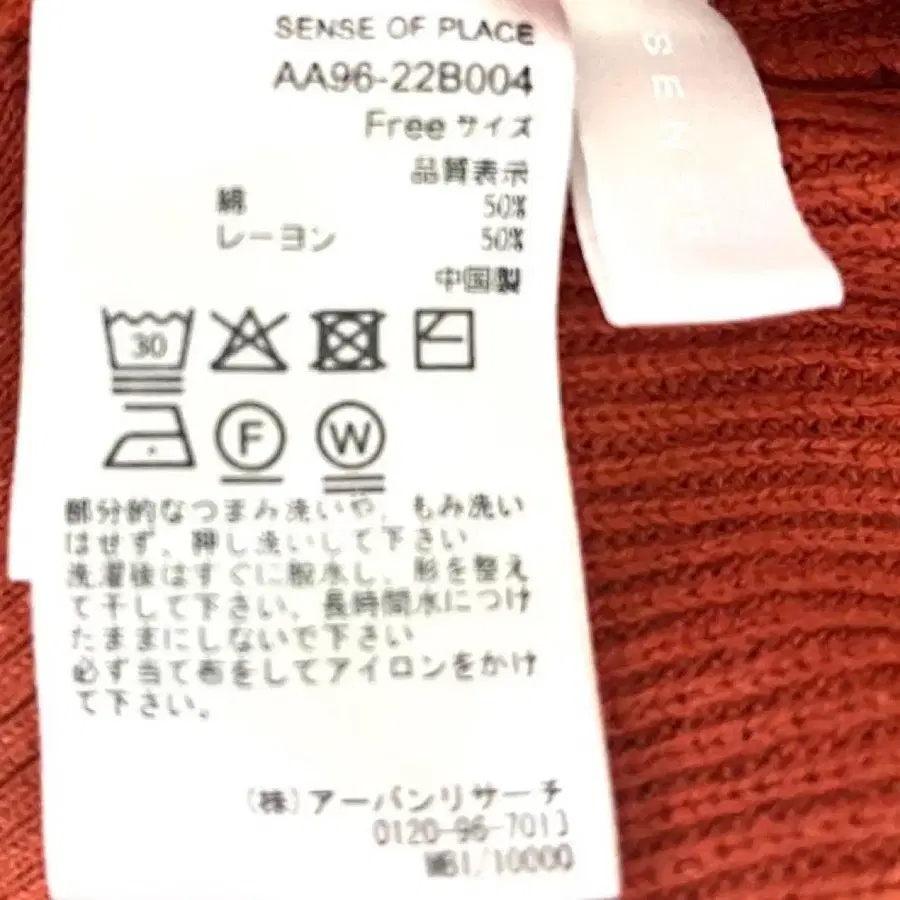 SENSE OF PLACE
AA96-22B004
Free サイズ
品質表示
綿 50%
レーヨン 50%
中国製
30
F W
部分的なつまみ洗いや、もみ洗い
はせず、押し洗いして下さい
洗濯後はすぐに脱水し、形を整え
て干して下さい、長時間水につけ
たままにしないで下さい
必ず当て布をしてアイロンをかけ
て下さい。
(株)アーバンリサーチ
0120-96-7013
/10000
SEN